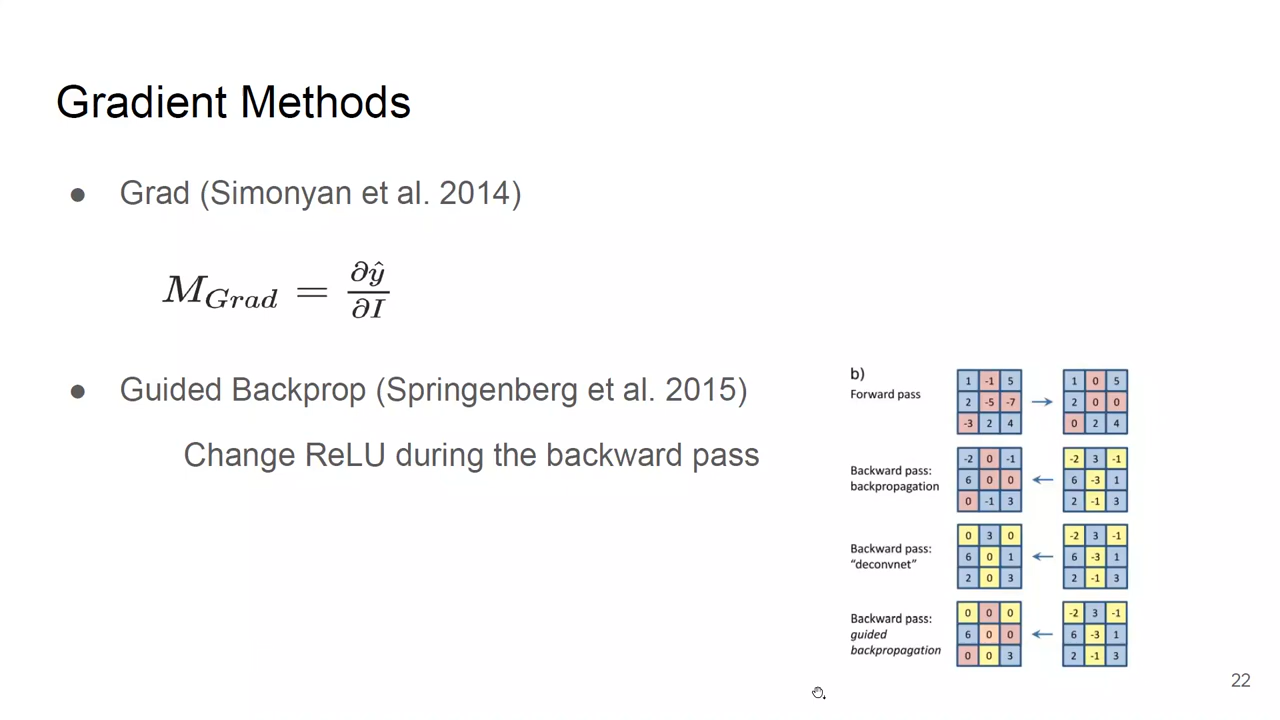 Gradient Methods
● Grad (Simonyan et al. 2014)
M_Grad = ∂ŷ / ∂I
● Guided Backprop (Springenberg et al. 2015)
Change ReLU during the backward pass
b)
Forward pass
1 -1 5 → 1 0 5
2 -5 -7 2 0 0
-3 2 4 0 2 4
Backward pass:
backpropagation
-2 0 -1 ← -2 3 -1
6 0 0 6 -3 1
0 -1 3 2 -1 3
Backward pass:
"deconvnet"
0 3 0 ← -2 3 -1
6 0 1 6 -3 1
2 0 3 2 -1 3
Backward pass:
guided
backpropagation
0 0 0 ← -2 3 -1
6 0 0 6 -3 1
0 0 3 2 -1 3
22